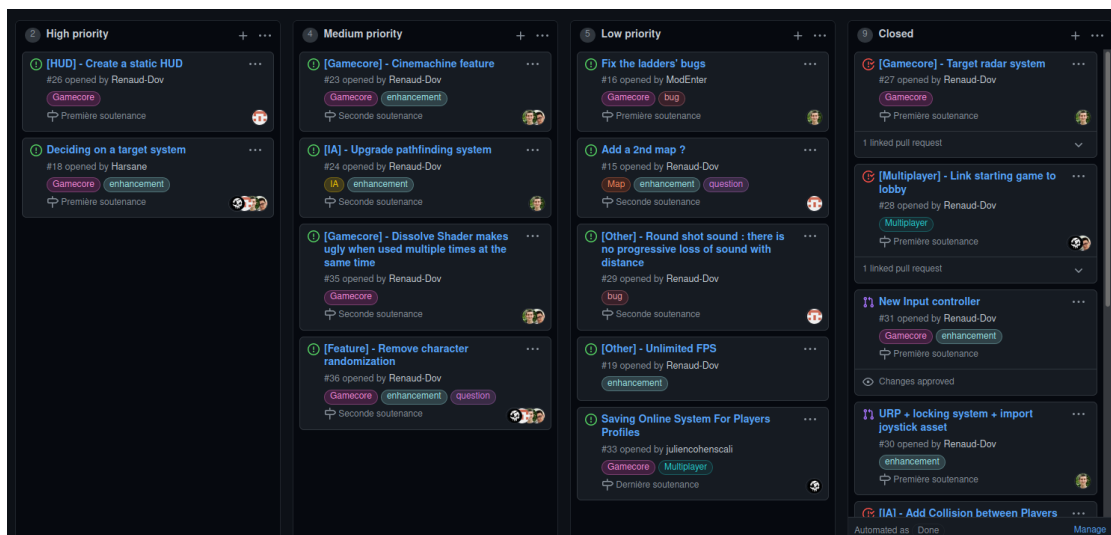 2 High priority
[HUD] - Create a static HUD
#26 opened by Renaud-Dov
Gamecore
Première soutenance
Deciding on a target system
#18 opened by Harsane
Gamecore enhancement
Première soutenance
4 Medium priority
[Gamecore] - Cinemachine feature
#23 opened by Renaud-Dov
Gamecore enhancement
Seconde soutenance
[IA] - Upgrade pathfinding system
#24 opened by Renaud-Dov
IA enhancement
Seconde soutenance
[Gamecore] - Dissolve Shader makes
ugly when used multiple times at the
same time
#35 opened by Renaud-Dov
Gamecore
Seconde soutenance
[Feature] - Remove character
randomization
#36 opened by Renaud-Dov
Gamecore enhancement question
Seconde soutenance
5 Low priority
Fix the ladders' bugs
#16 opened by ModEnter
Gamecore bug
Première soutenance
Add a 2nd map ?
#15 opened by Renaud-Dov
Map enhancement question
Seconde soutenance
[Other] - Round shot sound : there is
no progressive loss of sound with
distance
#29 opened by Renaud-Dov
bug
Seconde soutenance
[Other] - Unlimited FPS
#19 opened by Renaud-Dov
enhancement
Saving Online System For Players
Profiles
#33 opened by juliencohenscali
Gamecore Multiplayer
Dernière soutenance
9 Closed
[Gamecore] - Target radar system
#27 opened by Renaud-Dov
Gamecore
Première soutenance
1 linked pull request
[Multiplayer] - Link starting game to
lobby
#28 opened by Renaud-Dov
Multiplayer
Première soutenance
1 linked pull request
New Input controller
#31 opened by Renaud-Dov
Gamecore enhancement
Première soutenance
Changes approved
URP + locking system + import
joystick asset
#30 opened by Renaud-Dov
enhancement
Première soutenance
[IA] - Add Collision between Players
Automated as Done Manage